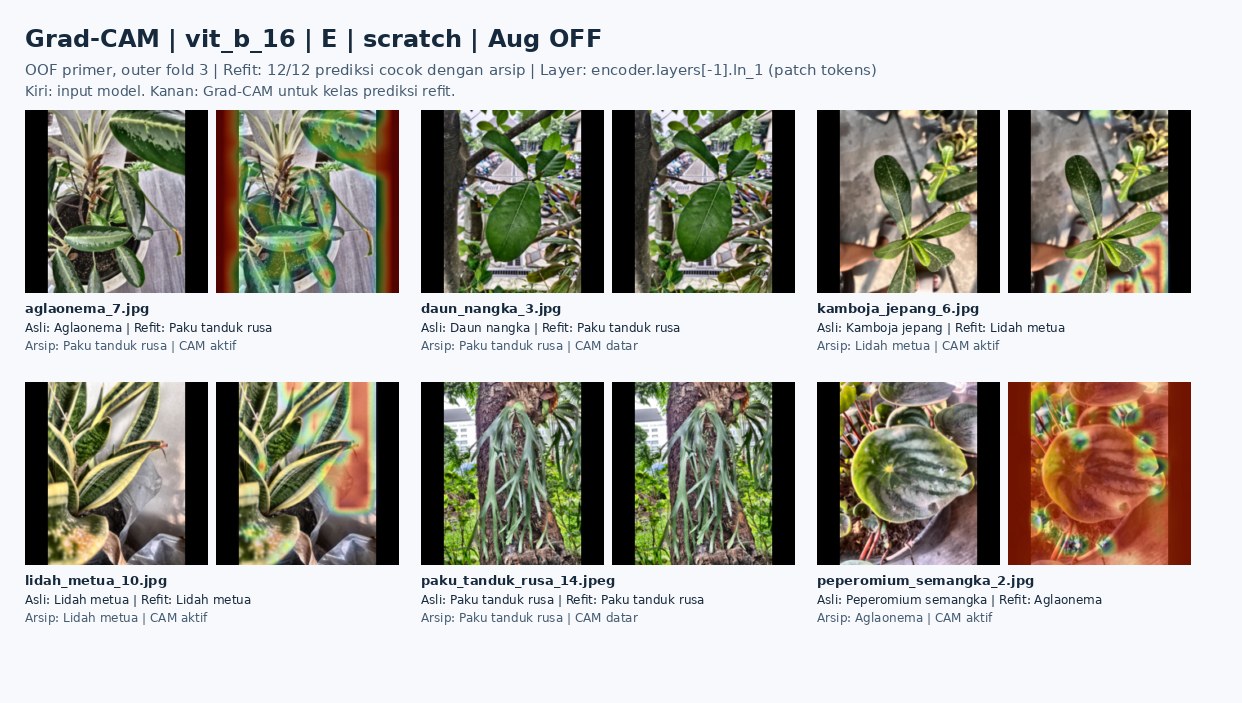 Grad-CAM | vit_b_16 | E | scratch | Aug OFF
OOF primer, outer fold 3 | Refit: 12/12 prediksi cocok dengan arsip | Layer: encoder.layers[-1].ln_1 (patch tokens)
Kiri: input model. Kanan: Grad-CAM untuk kelas prediksi refit.
aglaonema_7.jpg
Asli: Aglaonema | Refit: Paku tanduk rusa
Arsip: Paku tanduk rusa | CAM aktif
daun_nangka_3.jpg
Asli: Daun nangka | Refit: Paku tanduk rusa
Arsip: Paku tanduk rusa | CAM datar
kamboja_jepang_6.jpg
Asli: Kamboja jepang | Refit: Lidah metua
Arsip: Lidah metua | CAM aktif
lidah_metua_10.jpg
Asli: Lidah metua | Refit: Lidah metua
Arsip: Lidah metua | CAM aktif
paku_tanduk_rusa_14.jpeg
Asli: Paku tanduk rusa | Refit: Paku tanduk rusa
Arsip: Paku tanduk rusa | CAM datar
peperomium_semangka_2.jpg
Asli: Peperomium semangka | Refit: Aglaonema
Arsip: Aglaonema | CAM aktif